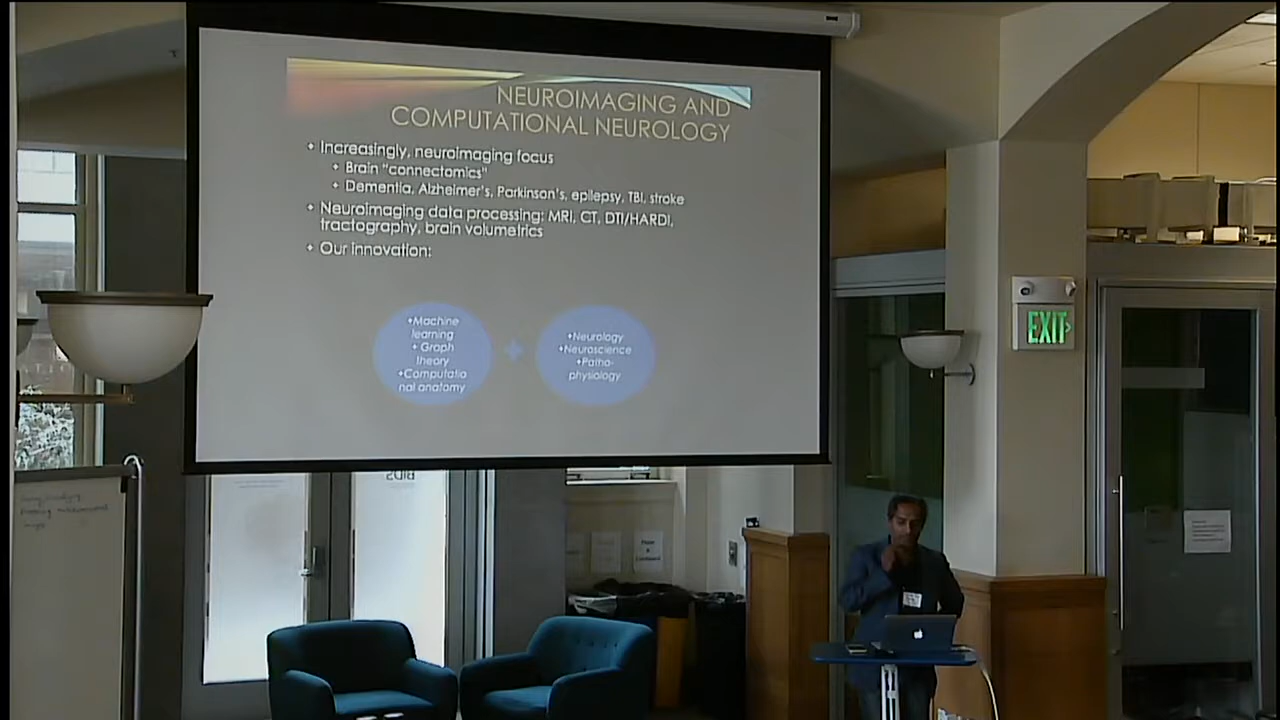 NEUROIMAGING AND
COMPUTATIONAL NEUROLOGY
Increasingly, neuroimaging focus
Brain "connectomics"
Dementia, Alzheimer's, Parkinson's, epilepsy, TBI, stroke
Neuroimaging data processing: MRI, CT, DTI/HARDI,
tractography, brain volumetrics
Our innovation:
Machine
learning
Graph
theory
Computatio
nal anatomy
+
Neurology
Neuroscience
Patho-
physiology
EXIT
BIDS